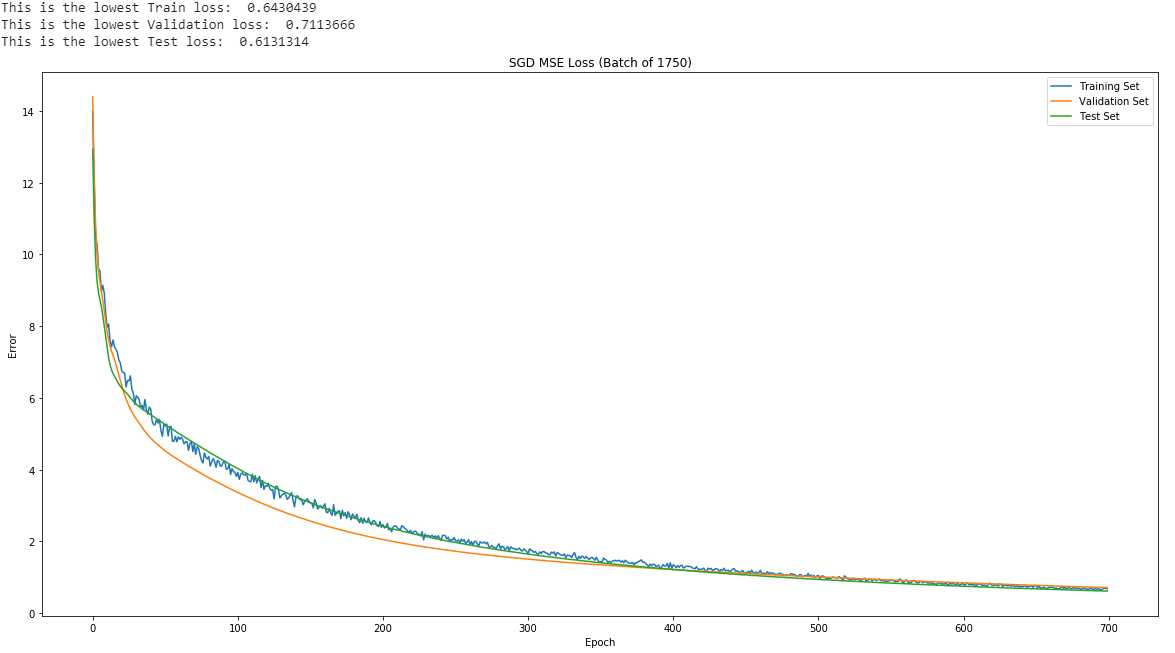 This is the lowest Train loss:  0.6430439
This is the lowest Validation loss:  0.7113666
This is the lowest Test loss:  0.6131314
SGD MSE Loss (Batch of 1750)
Training Set
Validation Set
Test Set
14
12
10
8
6
4
2
0
Error
0 100 200 300 400 500 600 700
Epoch